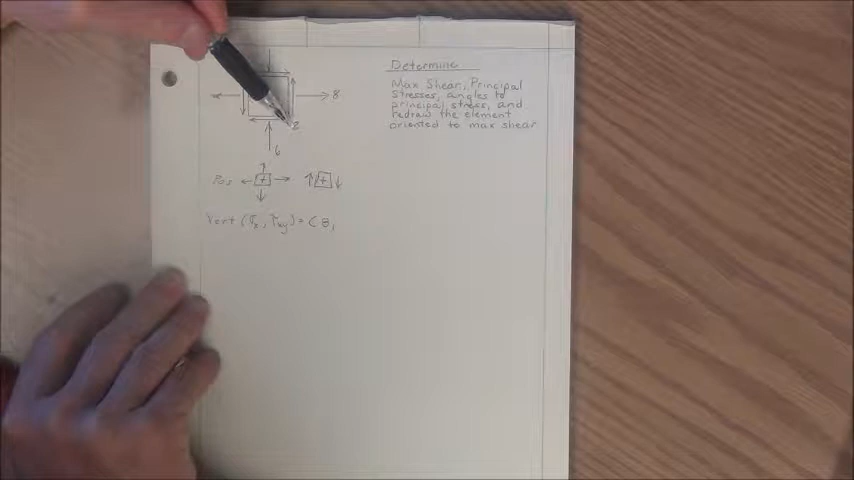 8
2
6
Determine
Max Shear, Principal
Stresses, angles to
principal stress, and
redraw the element
oriented to max shear
Pos + +
Vert (σx, τxy) = (8,